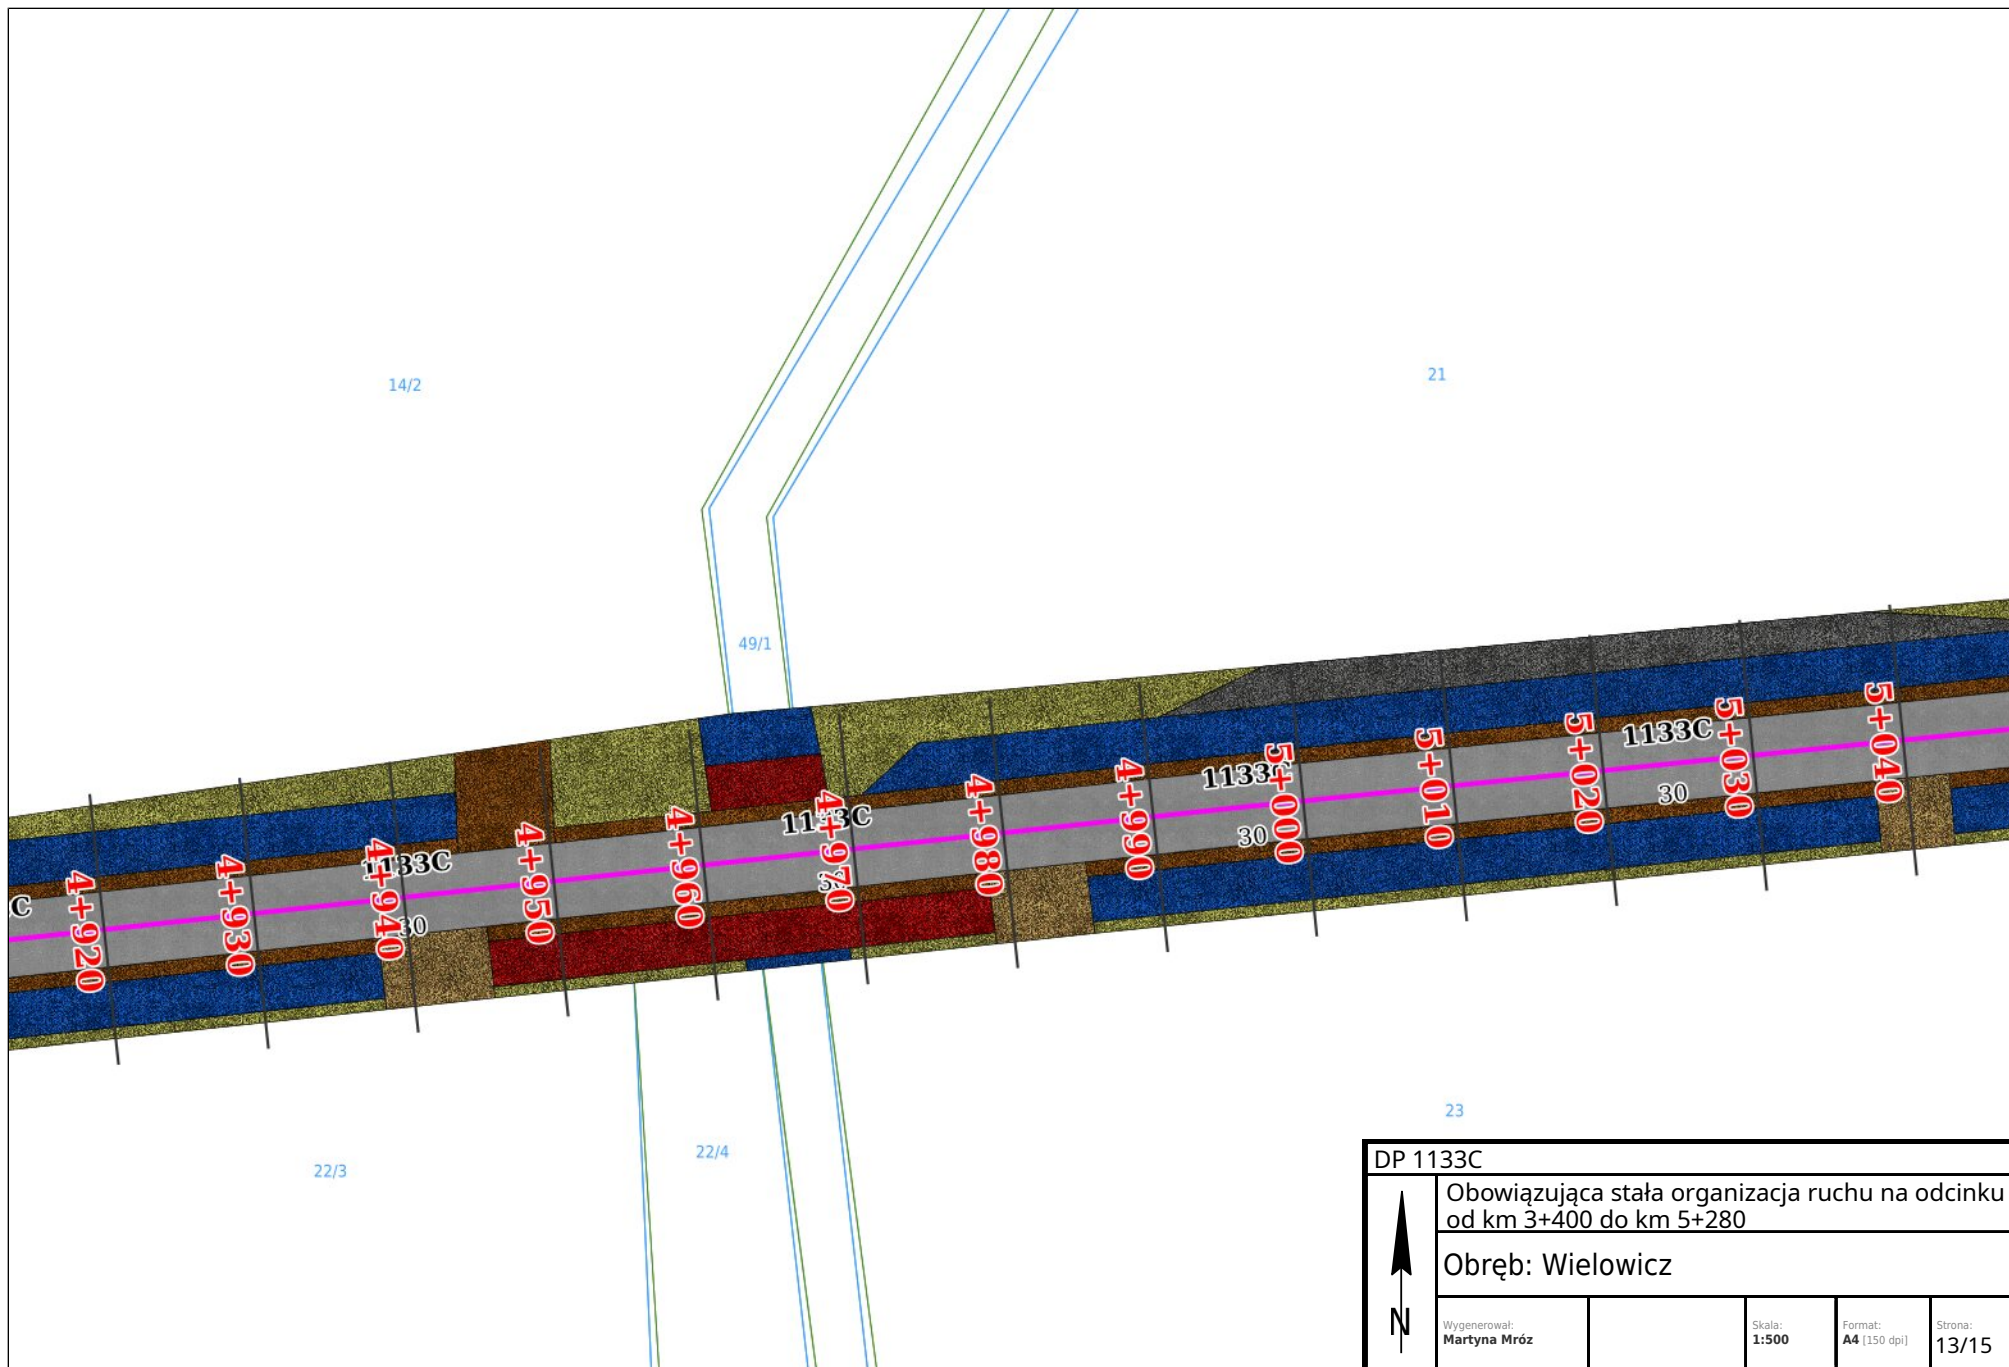 14/2
21
49/1
C
4+920
4+930
1133C
4+940
30
4+950
4+960
1133C
4+970
4+980
4+990
1133C
30
5+000
5+010
5+020
1133C
30
5+030
5+040
22/3
22/4
23
DP 1133C
Obowiązująca stała organizacja ruchu na odcinku
od km 3+400 do km 5+280
Obręb: Wielowicz
N
Wygenerował:
Martyna Mróz
Skala:
1:500
Format:
A4 [150 dpi]
Strona:
13/15